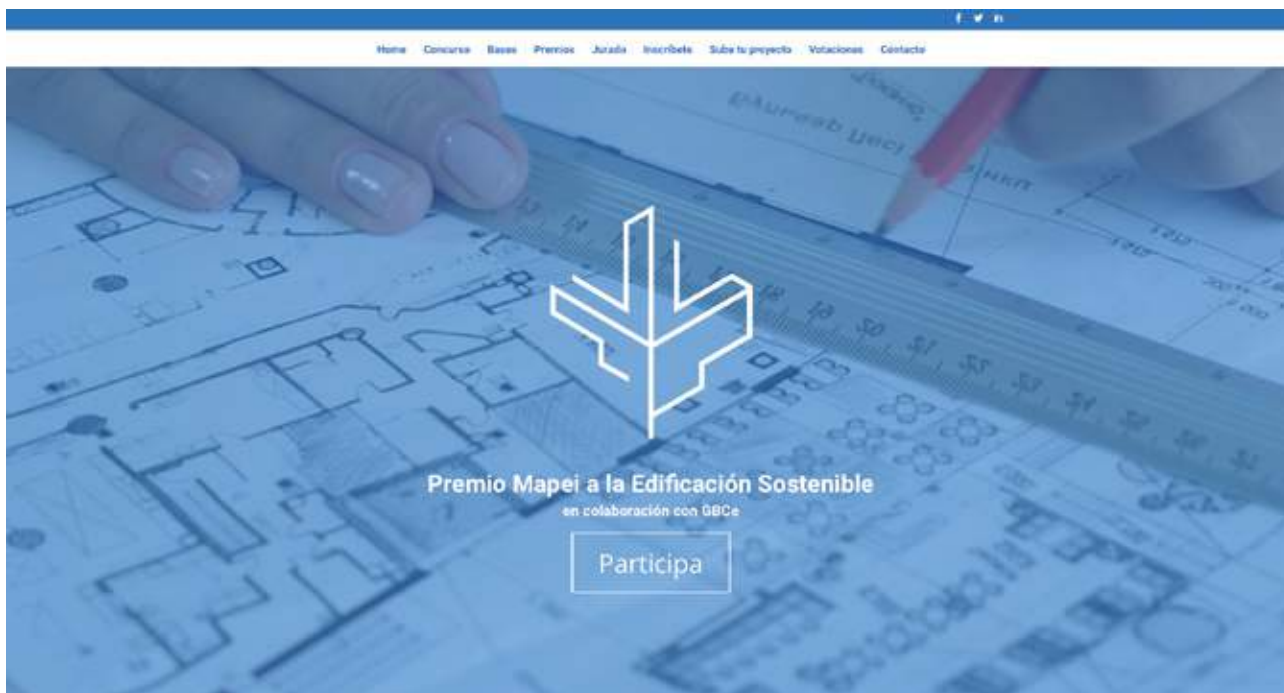 Home Concurso Bases Premios Jurado Inscríbete Sube tu proyecto Votaciones Contacto
Premio Mapei a la Edificación Sostenible
en colaboración con GBCe
Participa